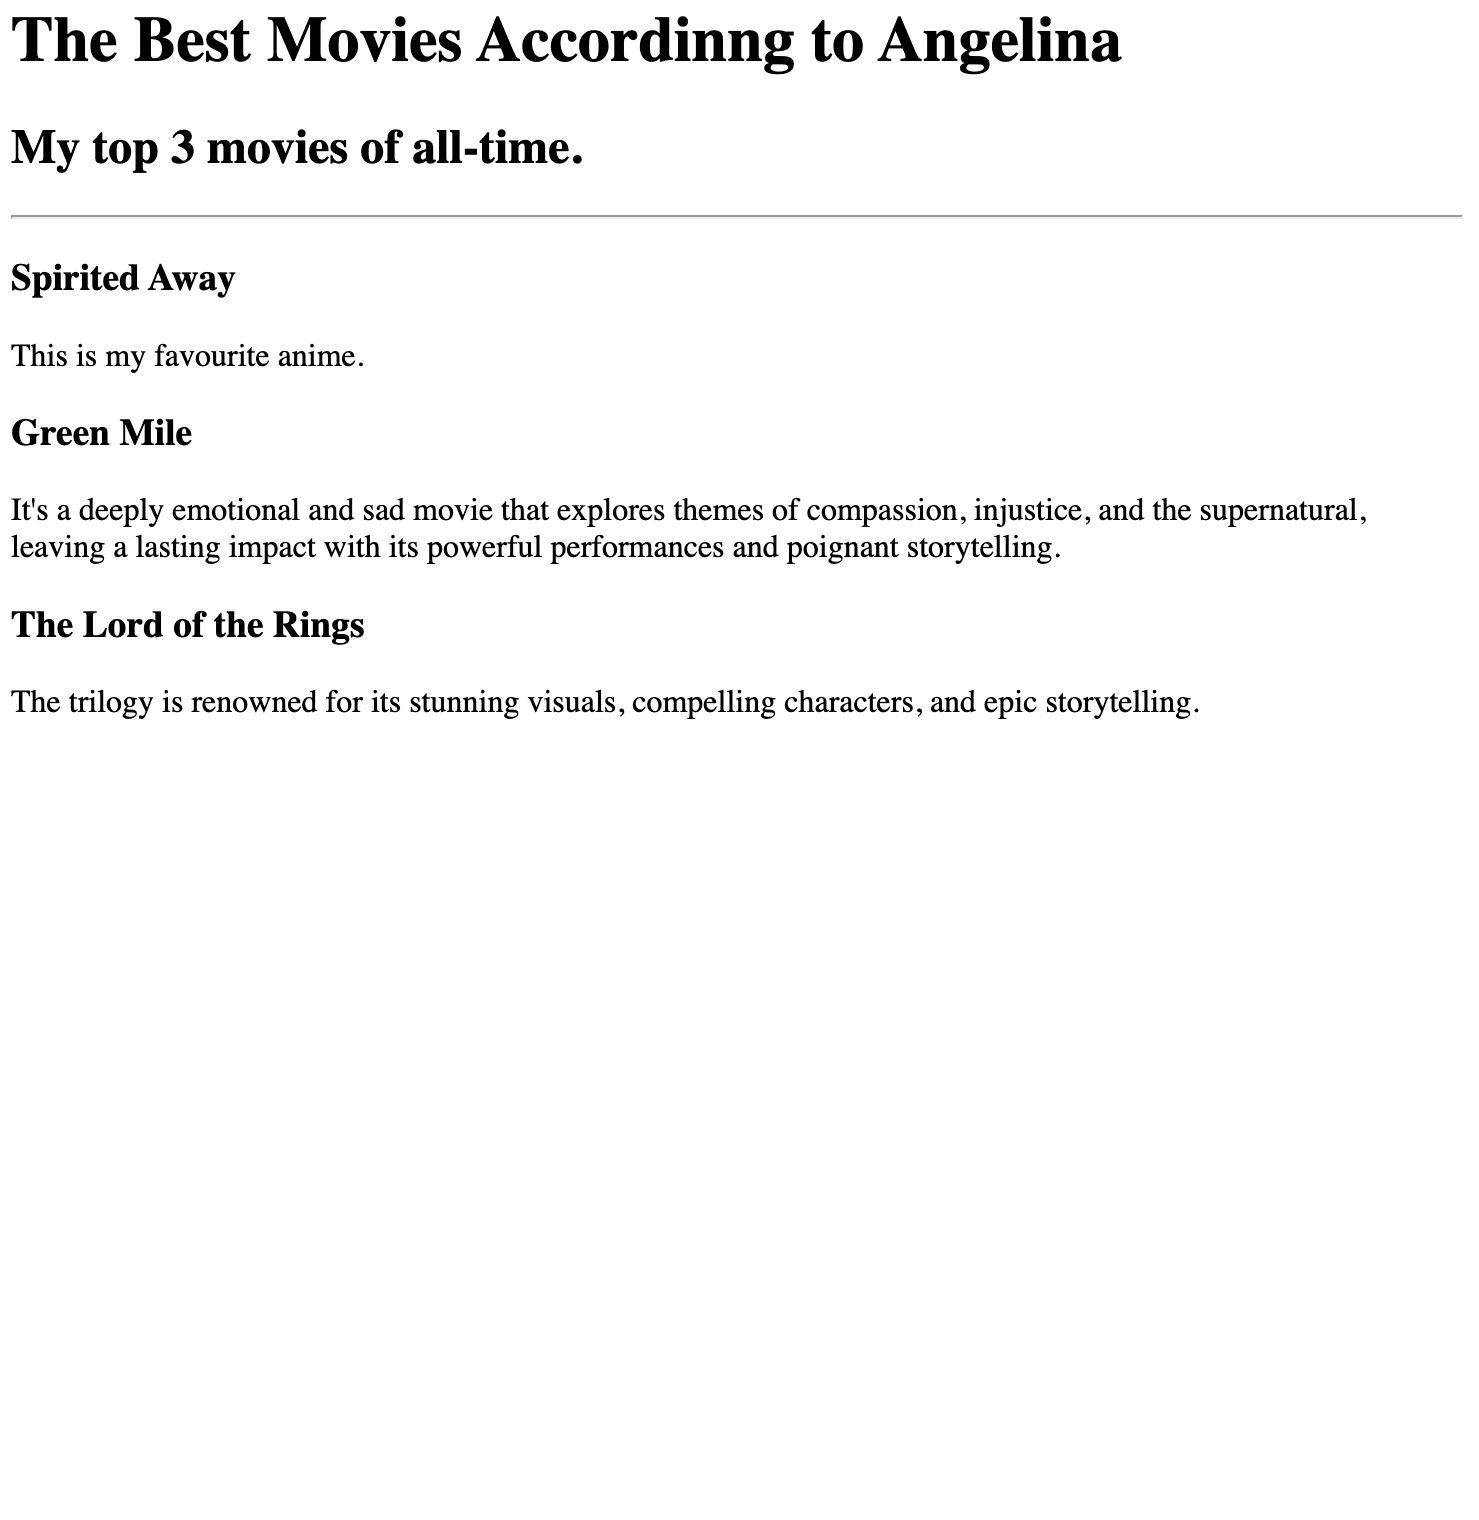 The Best Movies Accordinng to Angelina
My top 3 movies of all-time.
Spirited Away
This is my favourite anime.
Green Mile
It's a deeply emotional and sad movie that explores themes of compassion, injustice, and the supernatural,
leaving a lasting impact with its powerful performances and poignant storytelling.
The Lord of the Rings
The trilogy is renowned for its stunning visuals, compelling characters, and epic storytelling.